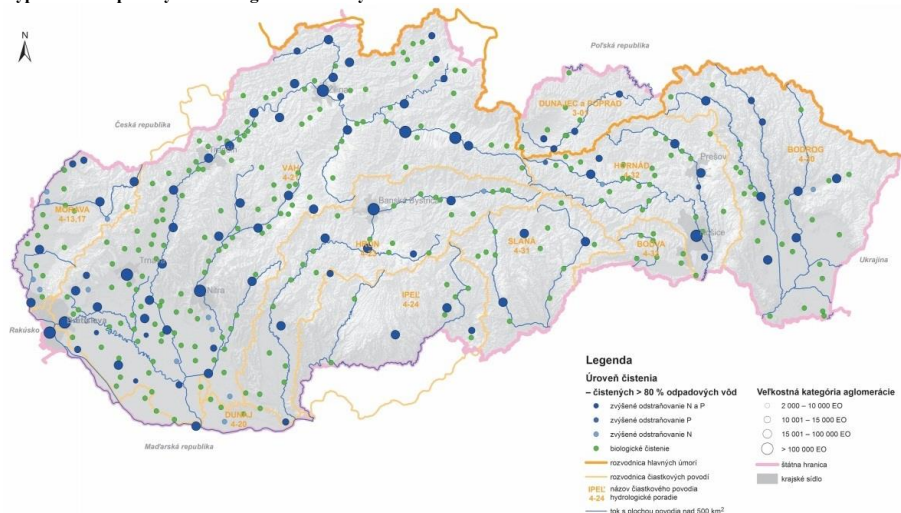 N
Poľská republika
DUNAJEC a POPRAD
3-01
Česká republika
Žilina
Trenčín
VÁH
4-21
HORNÁD
4-32
Prešov
BODROG
4-30
MORAVA
4-13,17
Banská Bystrica
HRON
4-23
SLANÁ
4-31
BODVA
4-33
Košice
Ukrajina
Trnava
Nitra
IPEĽ
4-24
Rakúsko
Bratislava
DUNAJ
4-20
Maďarská republika
Legenda
Úroveň čistenia
– čistených > 80 % odpadových vôd
zvýšené odstraňovanie N a P
zvýšené odstraňovanie P
zvýšené odstraňovanie N
biologické čistenie
rozvodnica hlavných úmorí
rozvodnica čiastkových povodí
IPEĽ názov čiastkového povodia
4-24 hydrologické poradie
tok s plochou povodia nad 500 km²
Veľkostná kategória aglomerácie
2 000 – 10 000 EO
10 001 – 15 000 EO
15 001 – 100 000 EO
> 100 000 EO
štátna hranica
krajské sídlo